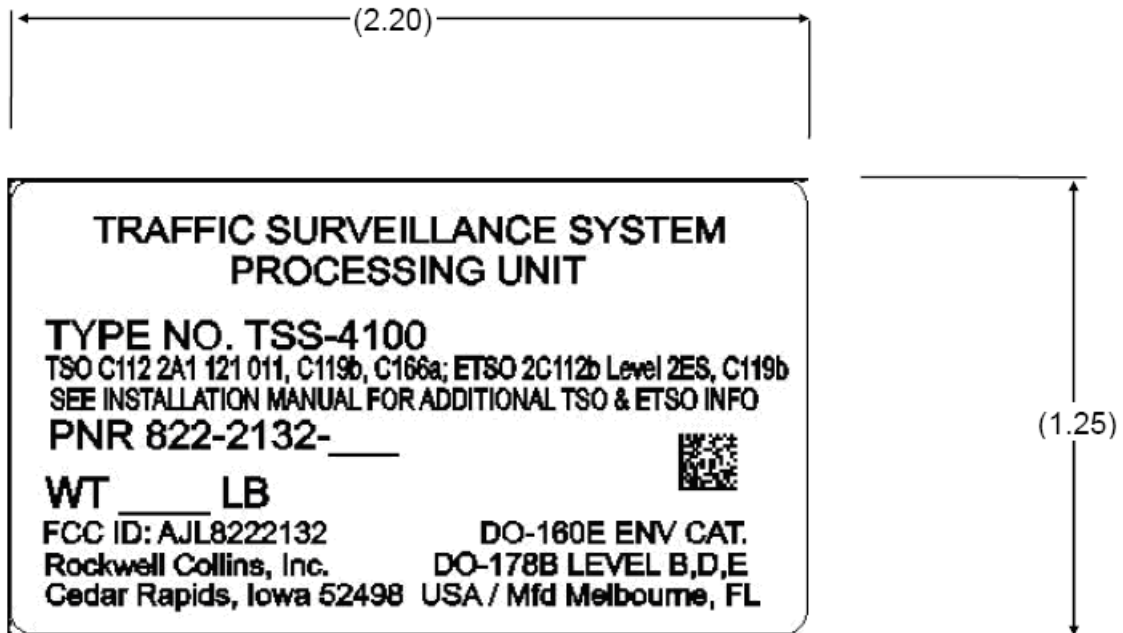 (2.20)
TRAFFIC SURVEILLANCE SYSTEM
PROCESSING UNIT
TYPE NO. TSS-4100
TSO C112 2A1 121 011, C119b, C166a; ETSO 2C112b Level 2ES, C119b
SEE INSTALLATION MANUAL FOR ADDITIONAL TSO & ETSO INFO
PNR 822-2132-___
(1.25)
WT ____ LB
FCC ID: AJL8222132 DO-160E ENV CAT.
Rockwell Collins, Inc. DO-178B LEVEL B,D,E
Cedar Rapids, Iowa 52498 USA / Mfd Melbourne, FL